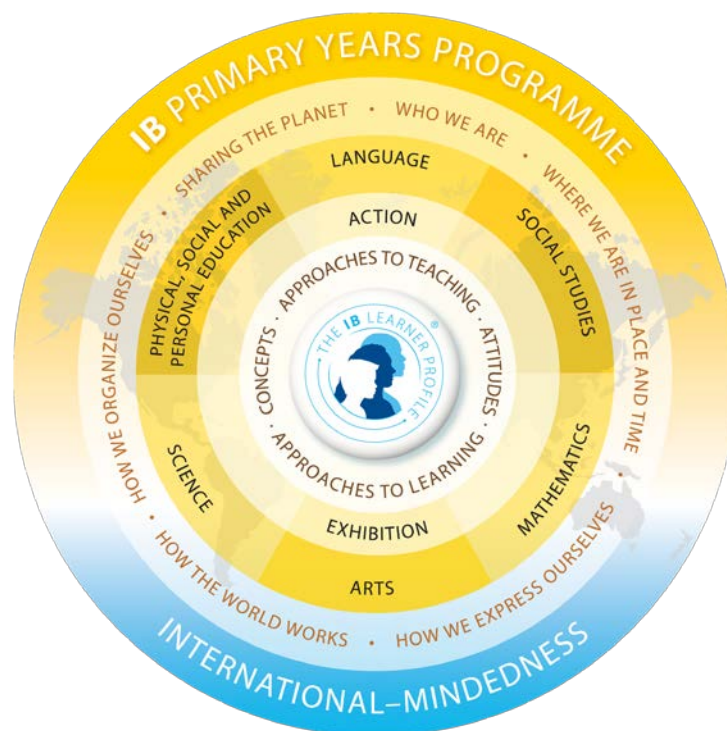 IB PRIMARY YEARS PROGRAMME
SHARING THE PLANET • WHO WE ARE • WHERE WE ARE IN PLACE AND TIME •
HOW WE EXPRESS OURSELVES • HOW THE WORLD WORKS • HOW WE ORGANIZE OURSELVES •
LANGUAGE
SOCIAL STUDIES
MATHEMATICS
ARTS
SCIENCE
PHYSICAL, SOCIAL AND
PERSONAL EDUCATION
ACTION
EXHIBITION
APPROACHES TO TEACHING · ATTITUDES ·
APPROACHES TO LEARNING · CONCEPTS ·
THE IB LEARNER PROFILE ®
INTERNATIONAL–MINDEDNESS